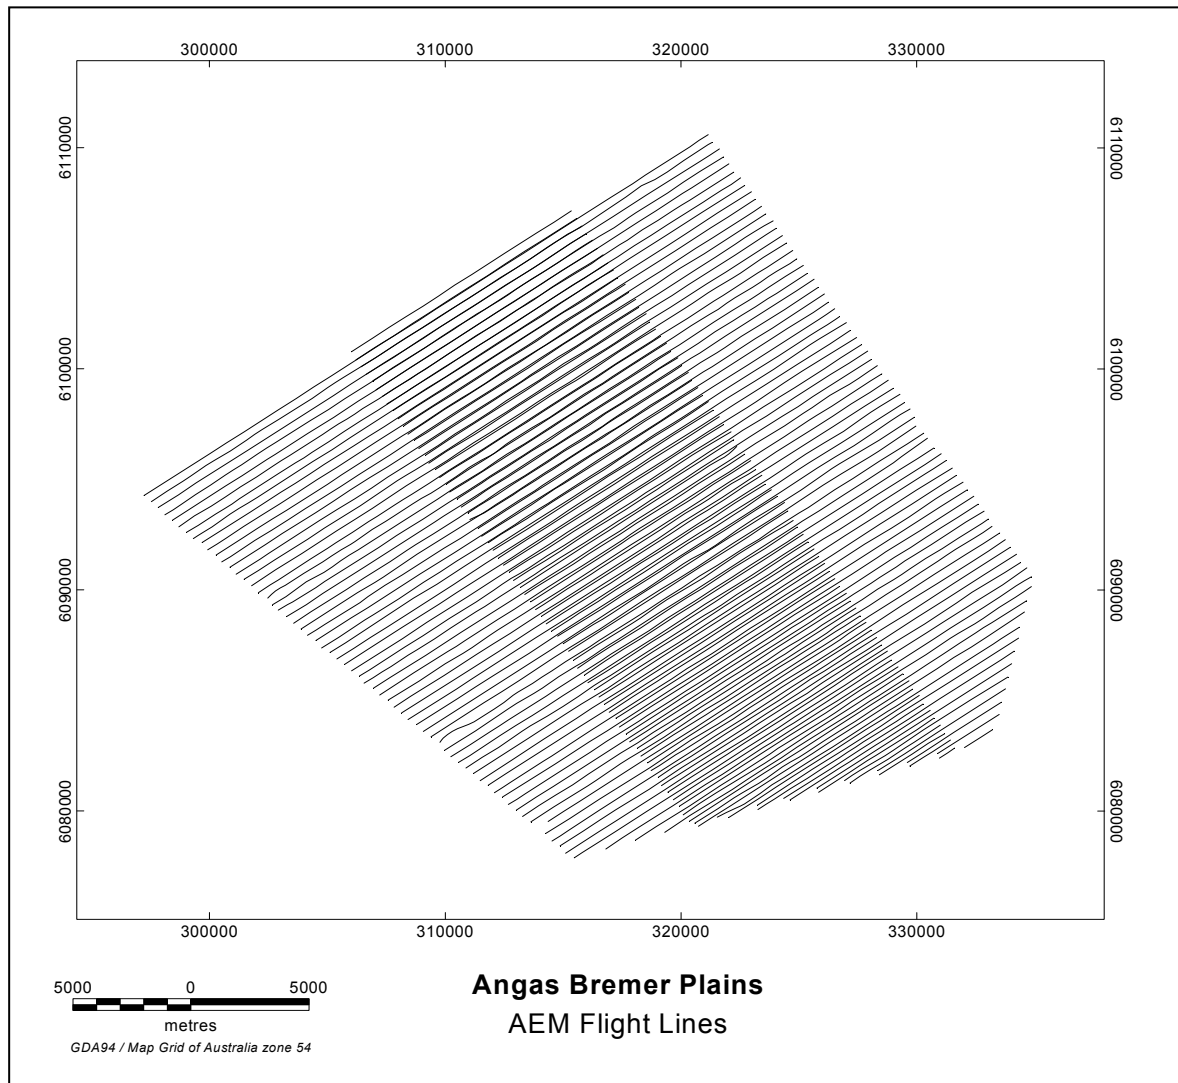 300000 310000 320000 330000
6110000 6110000
6100000 6100000
6090000 6090000
6080000 6080000
300000 310000 320000 330000
5000 0 5000
metres
GDA94 / Map Grid of Australia zone 54
Angas Bremer Plains
AEM Flight Lines